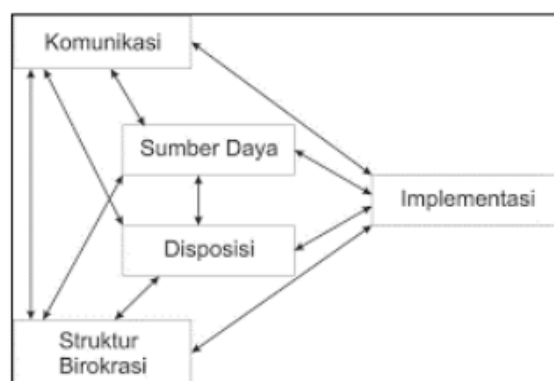 Komunikasi
Sumber Daya
Implementasi
Disposisi
Struktur
Birokrasi